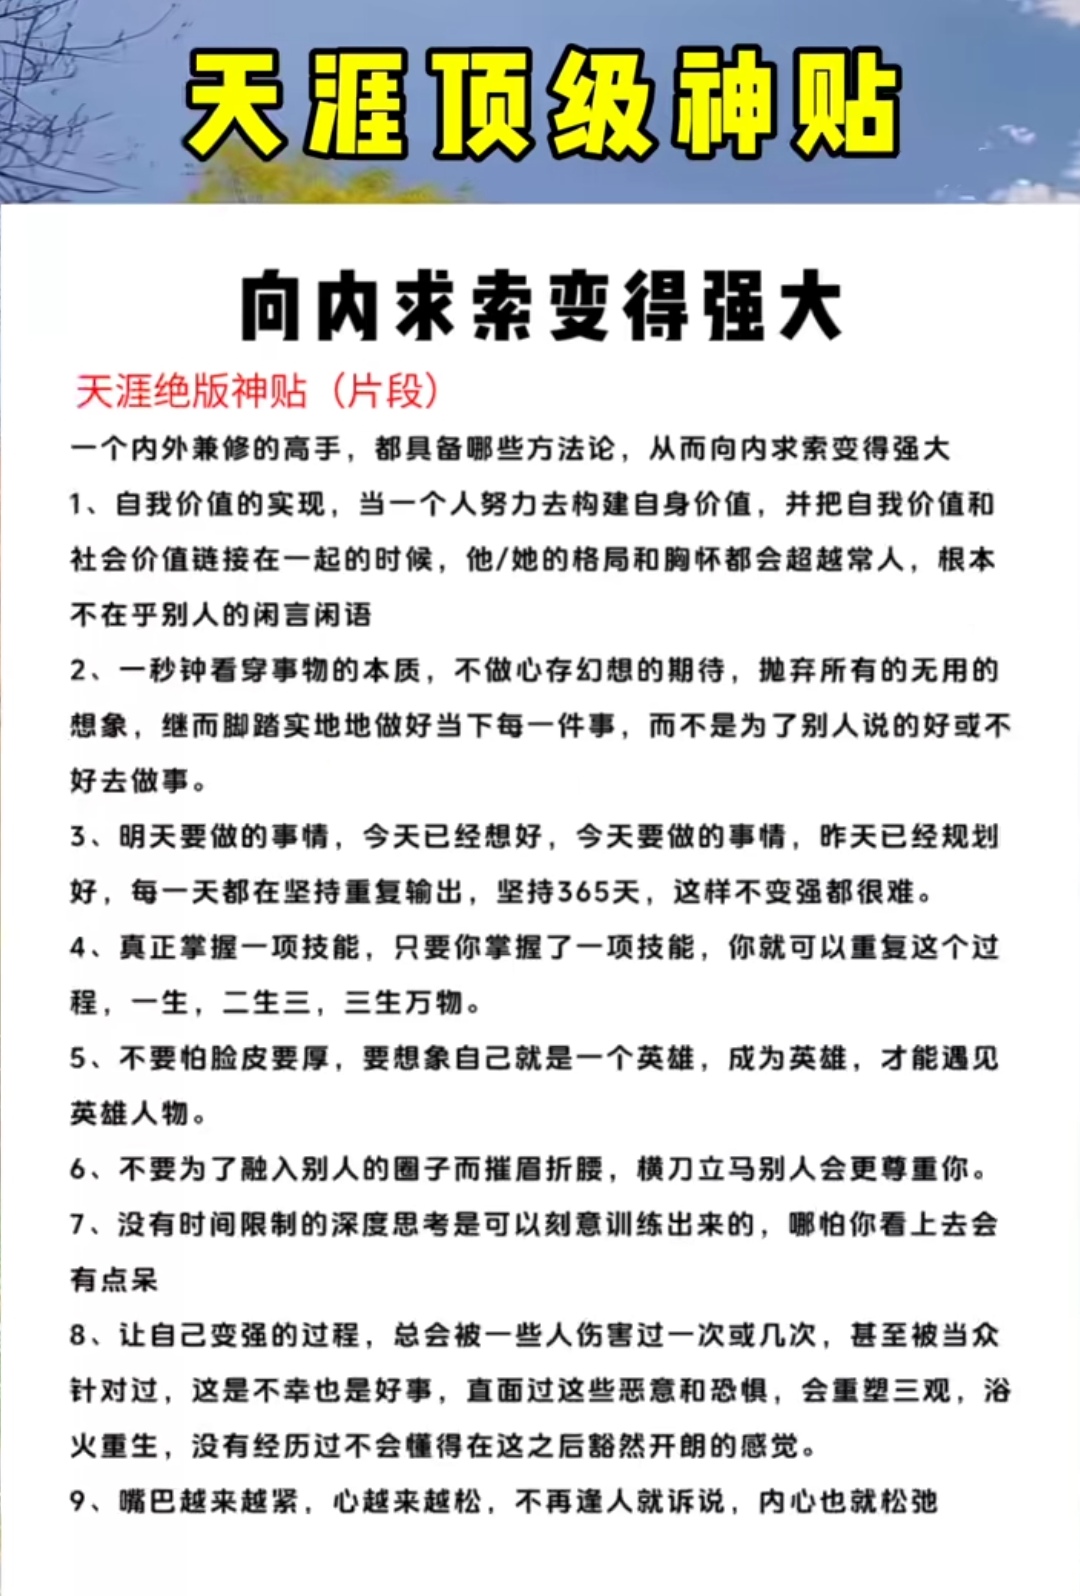 天涯顶级神贴
向内求索变得强大
天涯绝版神贴（片段）
一个内外兼修的高手，都具备哪些方法论，从而向内求索变得强大
1、自我价值的实现，当一个人努力去构建自身价值，并把自我价值和
社会价值链接在一起的时候，他/她的格局和胸怀都会超越常人，根本
不在乎别人的闲言闲语
2、一秒钟看穿事物的本质，不做心存幻想的期待，抛弃所有的无用的
想象，继而脚踏实地地做好当下每一件事，而不是为了别人说的好或不
好去做事。
3、明天要做的事情，今天已经想好，今天要做的事情，昨天已经规划
好，每一天都在坚持重复输出，坚持365天，这样不变强都很难。
4、真正掌握一项技能，只要你掌握了一项技能，你就可以重复这个过
程，一生，二生三，三生万物。
5、不要怕脸皮要厚，要想象自己就是一个英雄，成为英雄，才能遇见
英雄人物。
6、不要为了融入别人的圈子而摧眉折腰，横刀立马别人会更尊重你。
7、没有时间限制的深度思考是可以刻意训练出来的，哪怕你看上去会
有点呆
8、让自己变强的过程，总会被一些人伤害过一次或几次，甚至被当众
针对过，这是不幸也是好事，直面过这些恶意和恐惧，会重塑三观，浴
火重生，没有经历过不会懂得在这之后豁然开朗的感觉。
9、嘴巴越来越紧，心越来越松，不再逢人就诉说，内心也就松弛